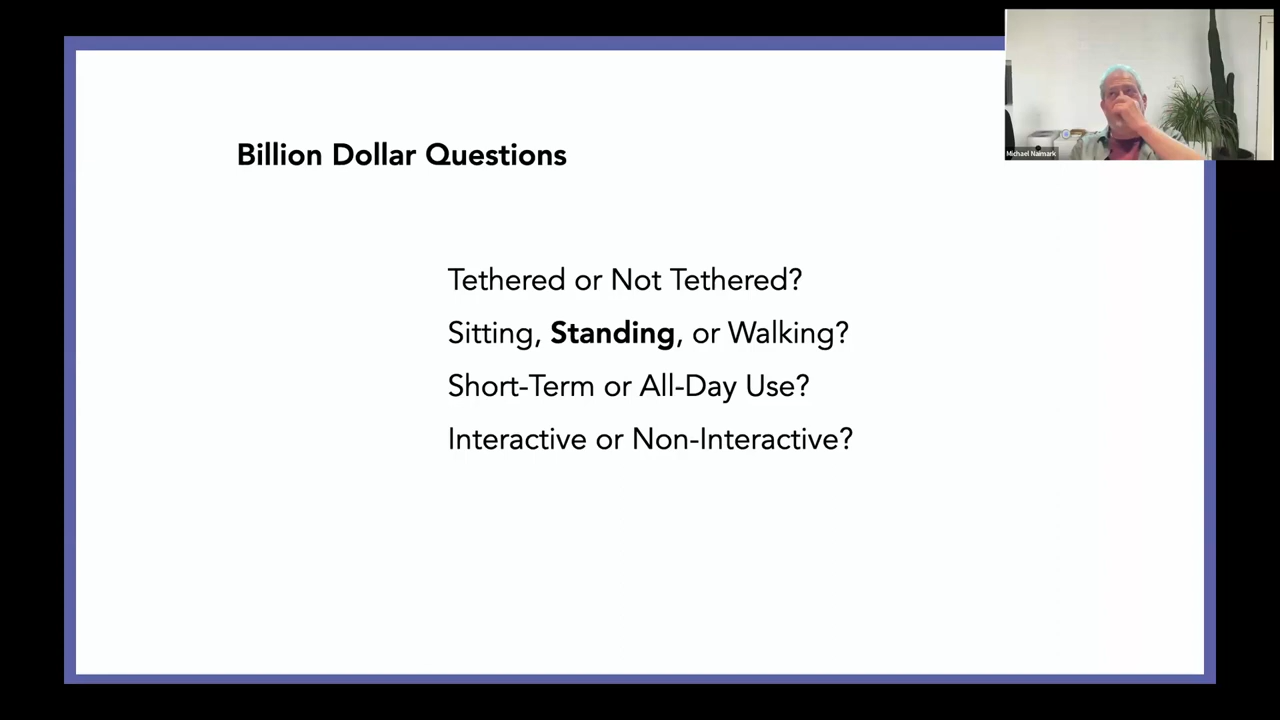 Billion Dollar Questions
Tethered or Not Tethered?
Sitting, Standing, or Walking?
Short-Term or All-Day Use?
Interactive or Non-Interactive?
Michael Naimark